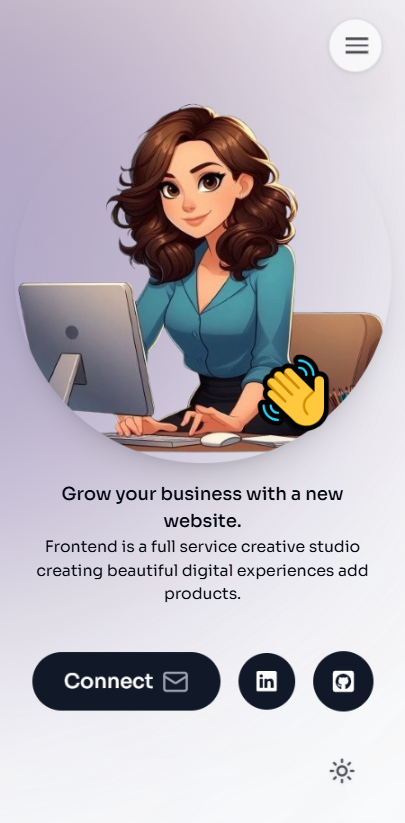 Grow your business with a new
website.
Frontend is a full service creative studio
creating beautiful digital experiences add
products.
Connect
in